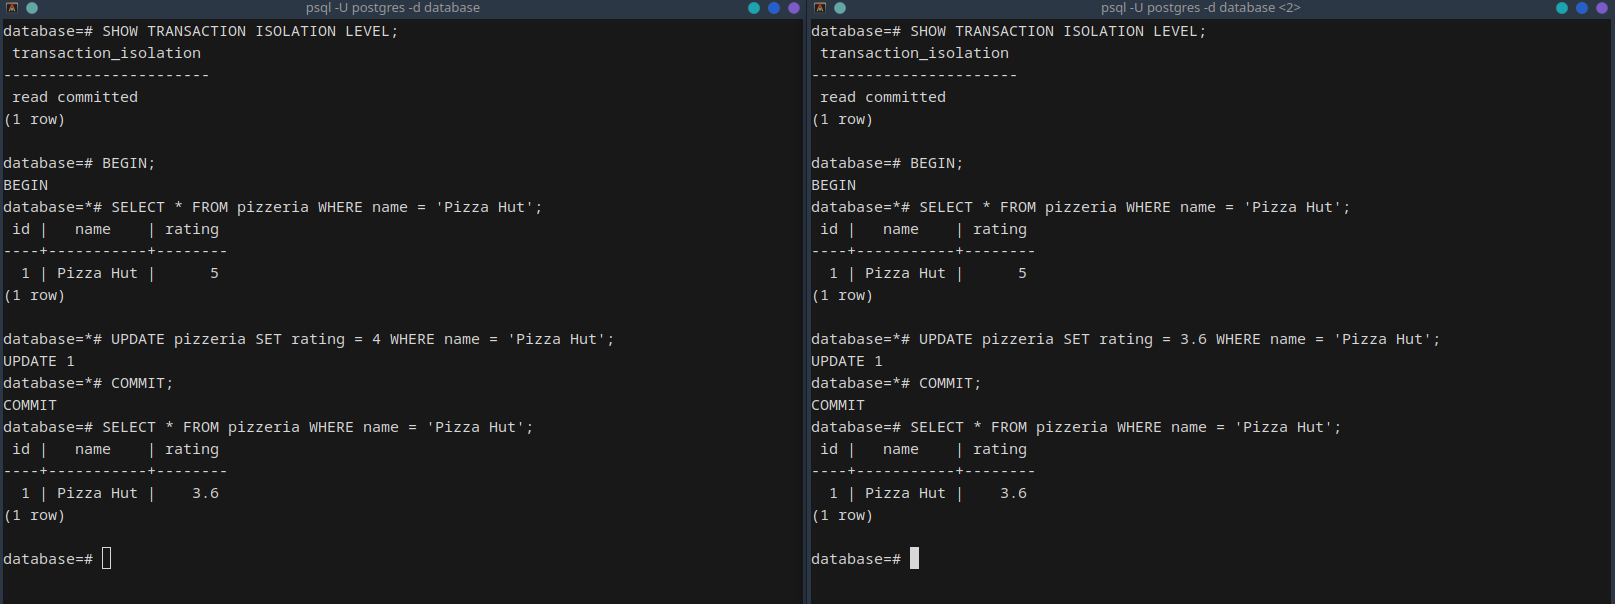 psql -U postgres -d database
database=# SHOW TRANSACTION ISOLATION LEVEL;
 transaction_isolation
-----------------------
 read committed
(1 row)

database=# BEGIN;
BEGIN
database=*# SELECT * FROM pizzeria WHERE name = 'Pizza Hut';
 id |   name    | rating
----+-----------+--------
  1 | Pizza Hut |      5
(1 row)

database=*# UPDATE pizzeria SET rating = 4 WHERE name = 'Pizza Hut';
UPDATE 1
database=*# COMMIT;
COMMIT
database=# SELECT * FROM pizzeria WHERE name = 'Pizza Hut';
 id |   name    | rating
----+-----------+--------
  1 | Pizza Hut |    3.6
(1 row)

database=#
psql -U postgres -d database <2>
database=# SHOW TRANSACTION ISOLATION LEVEL;
 transaction_isolation
-----------------------
 read committed
(1 row)

database=# BEGIN;
BEGIN
database=*# SELECT * FROM pizzeria WHERE name = 'Pizza Hut';
 id |   name    | rating
----+-----------+--------
  1 | Pizza Hut |      5
(1 row)

database=*# UPDATE pizzeria SET rating = 3.6 WHERE name = 'Pizza Hut';
UPDATE 1
database=*# COMMIT;
COMMIT
database=# SELECT * FROM pizzeria WHERE name = 'Pizza Hut';
 id |   name    | rating
----+-----------+--------
  1 | Pizza Hut |    3.6
(1 row)

database=#